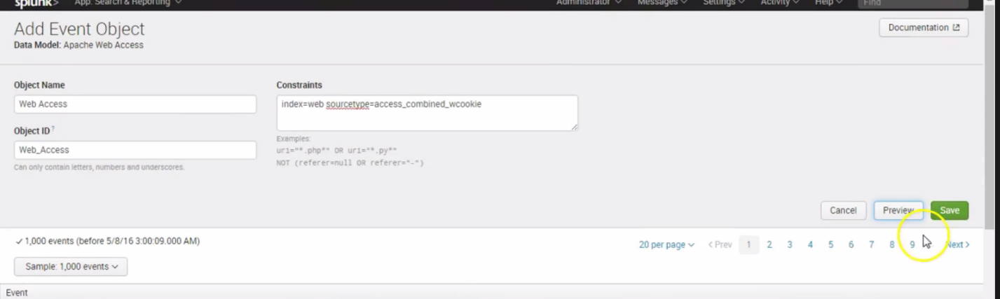 splunk> App: Search & Reporting Administrator Messages Settings Activity Help Find
Add Event Object
Documentation
Data Model: Apache Web Access
Object Name
Constraints
Web Access
index=web sourcetype=access_combined_wcookie
Object ID ?
Examples:
Web_Access
uri="*.php*" OR uri="*.py*"
NOT (referer=null OR referer="-")
Can only contain letters, numbers and underscores.
Cancel Preview Save
✓ 1,000 events (before 5/8/16 3:00:09.000 AM)
20 per page < Prev 1 2 3 4 5 6 7 8 9 Next >
Sample: 1,000 events
Event